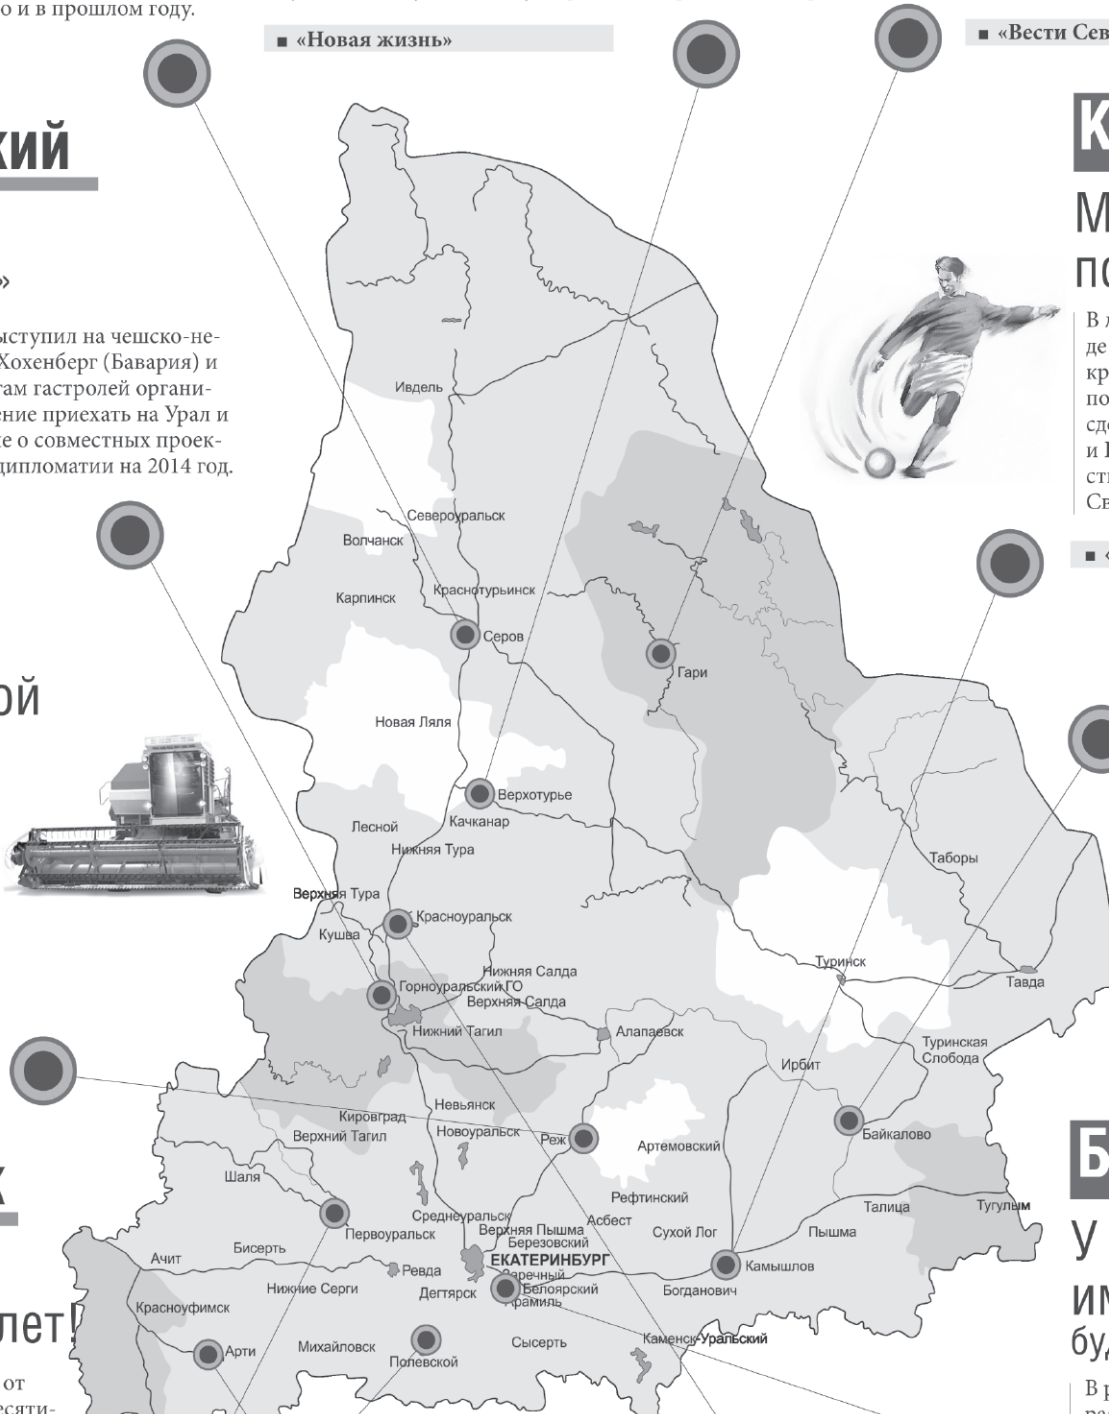 о и в прошлом году.
■ «Новая жизнь»
■ «Вести Сев
кий
»
ыступил на чешско-не-
Хохенберг (Бавария) и
там гастролей органи-
ение приехать на Урал и
е о совместных проек-
дипломатии на 2014 год.
К
М
по
В л
де
кр
по
сд
и
ст
Св
■ «
Ивдель
Североуральск
Волчанск
Краснотурьинск
Карпинск
Серов
Гари
ой
Новая Ляля
Верхотурье
Качканар
Лесной
Нижняя Тура
Таборы
Верхняя Тура
Красноуральск
Кушва
Туринск
Нижняя Салда
Тавда
Горноуральский ГО
Верхняя Салда
Нижний Тагил
Алапаевск
Туринская
Слобода
Ирбит
Невьянск
Кировград
Новоуральск
Верхний Тагил
Реж
Байкалово
Артемовский
Шаля
Рефтинский
Талица
Тугулым
Среднеуральск
Асбест
Первоуральск
Верхняя Пышма
Сухой Лог
Пышма
Березовский
Бисерть
Ачит
ЕКАТЕРИНБУРГ
Ревда
Заречный
Камышлов
Нижние Серги
Дегтярск
Белоярский
Богданович
Арамиль
Красноуфимск
Каменск-Уральский
Сысерть
Михайловск
Арти
Полевской
к
лет!
от
есяти-
Б
У
им
бу
В р